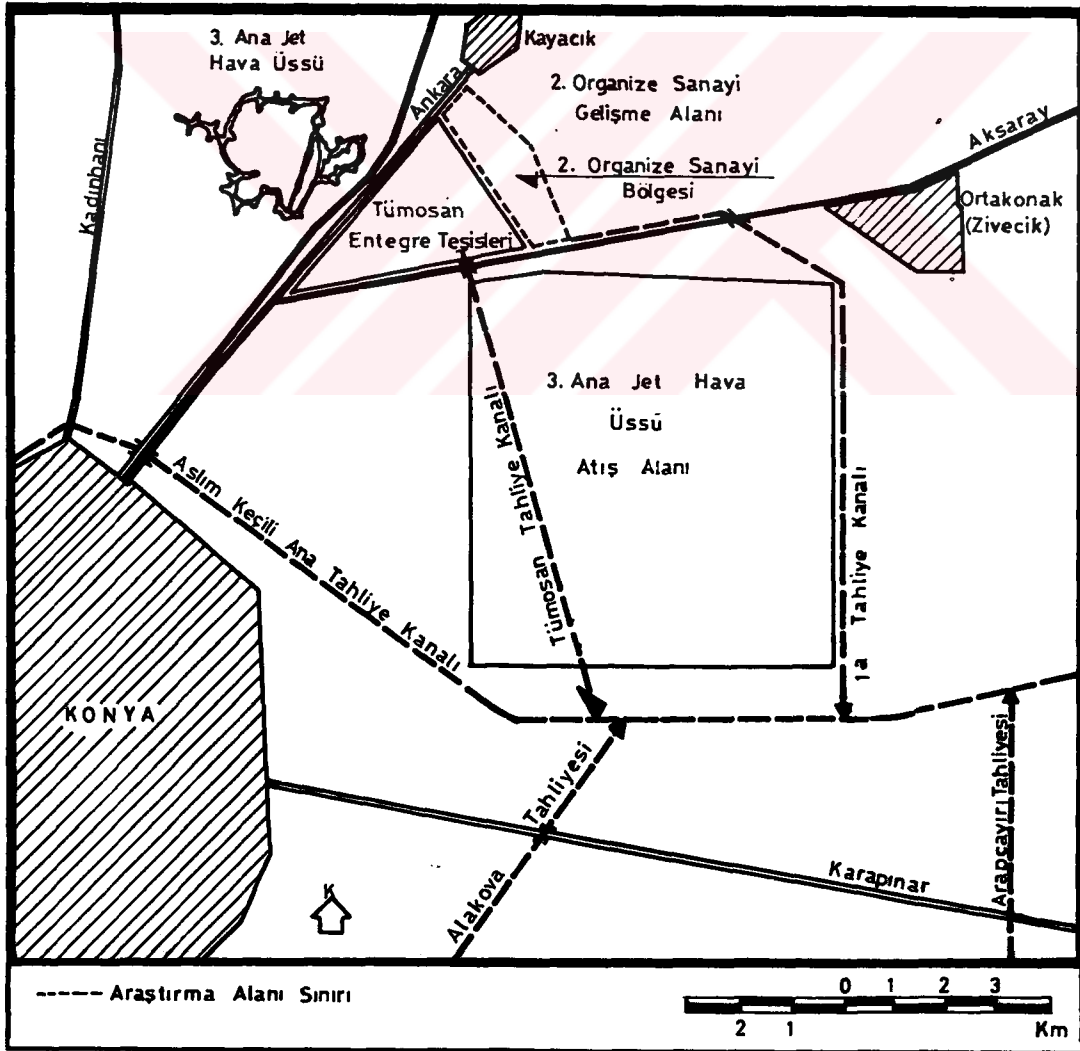 3. Ana Jet
Hava Üssü
Kayacık
Ankara
2. Organize Sanayi
Gelişme Alanı
Aksaray
Kadınhanı
2. Organize Sanayi
Bölgesi
Ortakonak
(Zivecik)
Tümosan
Entegre Tesisleri
3. Ana Jet Hava
Üssü
Atış Alanı
Tümosan Tahliye Kanalı
1a Tahliye Kanalı
Aslım Keçili Ana Tahliye Kanalı
KONYA
Alakova Tahliyesi
Arapçayırı Tahliyesi
Karapınar
K
Araştırma Alanı Sınırı
0 1 2 3
2 1 Km